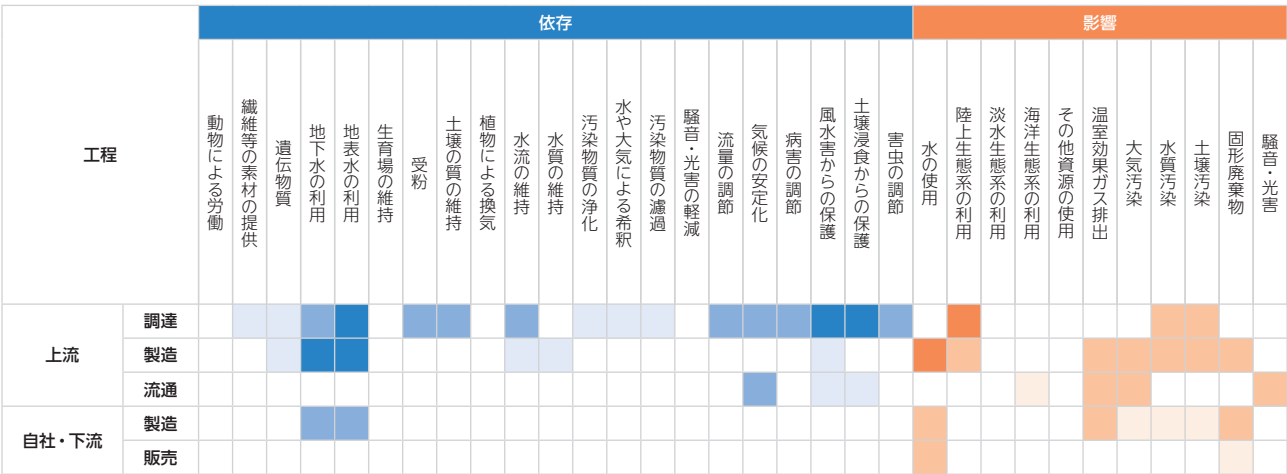 依存
影響
工程
動物による労働
繊維等の素材の提供
遺伝物質
地下水の利用
地表水の利用
生育場の維持
受粉
土壌の質の維持
植物による換気
水流の維持
水質の維持
汚染物質の浄化
水や大気による希釈
汚染物質の濾過
騒音・光害の軽減
流量の調節
気候の安定化
病害の調節
風水害からの保護
土壌浸食からの保護
害虫の調節
水の使用
陸上生態系の利用
淡水生態系の利用
海洋生態系の利用
その他資源の使用
温室効果ガス排出
大気汚染
水質汚染
土壌汚染
固形廃棄物
騒音・光害
上流
調達
製造
流通
自社・下流
製造
販売